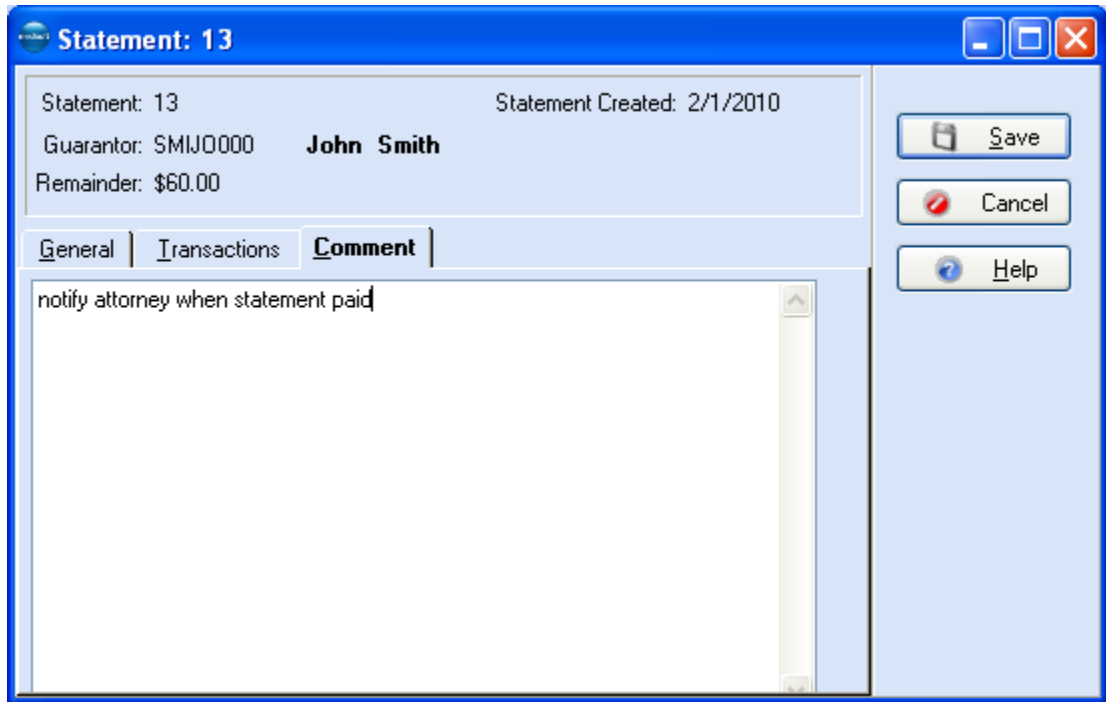 Statement: 13
Statement: 13 Statement Created: 2/1/2010
Guarantor: SMIJO000 John Smith
Remainder: $60.00
General Transactions Comment
notify attorney when statement paid
Save
Cancel
Help